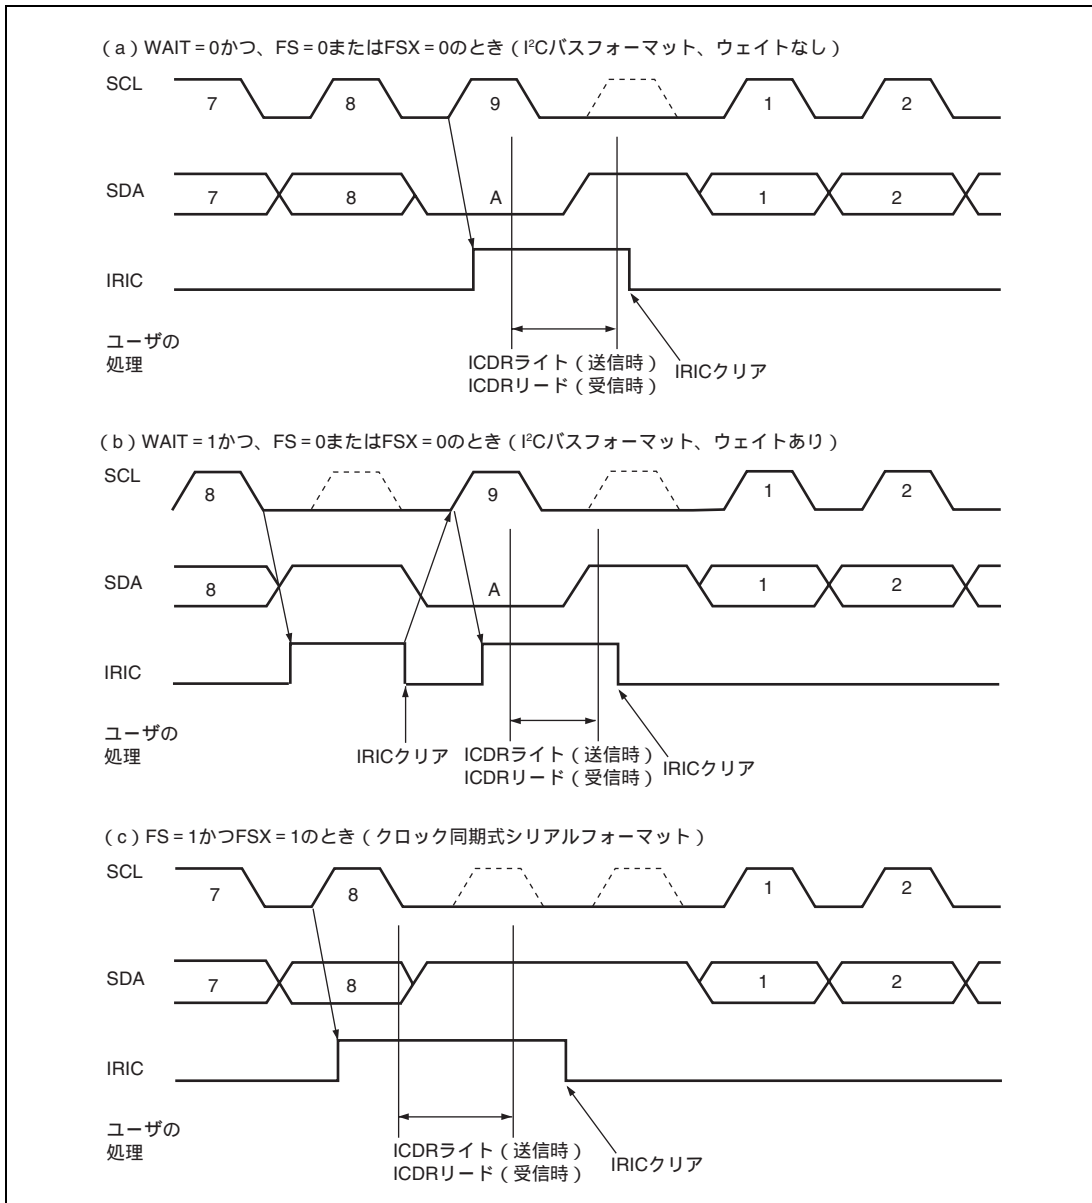 (a) WAIT = 0かつ、FS = 0またはFSX = 0のとき（I²Cバスフォーマット、ウェイトなし）
SCL
7 8 9 1 2
SDA
7 8 A 1 2
IRIC
ユーザの
処理
ICDRライト（送信時）
ICDRリード（受信時）
IRICクリア
(b) WAIT = 1かつ、FS = 0またはFSX = 0のとき（I²Cバスフォーマット、ウェイトあり）
SCL
8 9 1 2
SDA
8 A 1 2
IRIC
ユーザの
処理
IRICクリア
ICDRライト（送信時）
ICDRリード（受信時）
IRICクリア
(c) FS = 1かつFSX = 1のとき（クロック同期式シリアルフォーマット）
SCL
7 8 1 2
SDA
7 8 1 2
IRIC
ユーザの
処理
ICDRライト（送信時）
ICDRリード（受信時）
IRICクリア